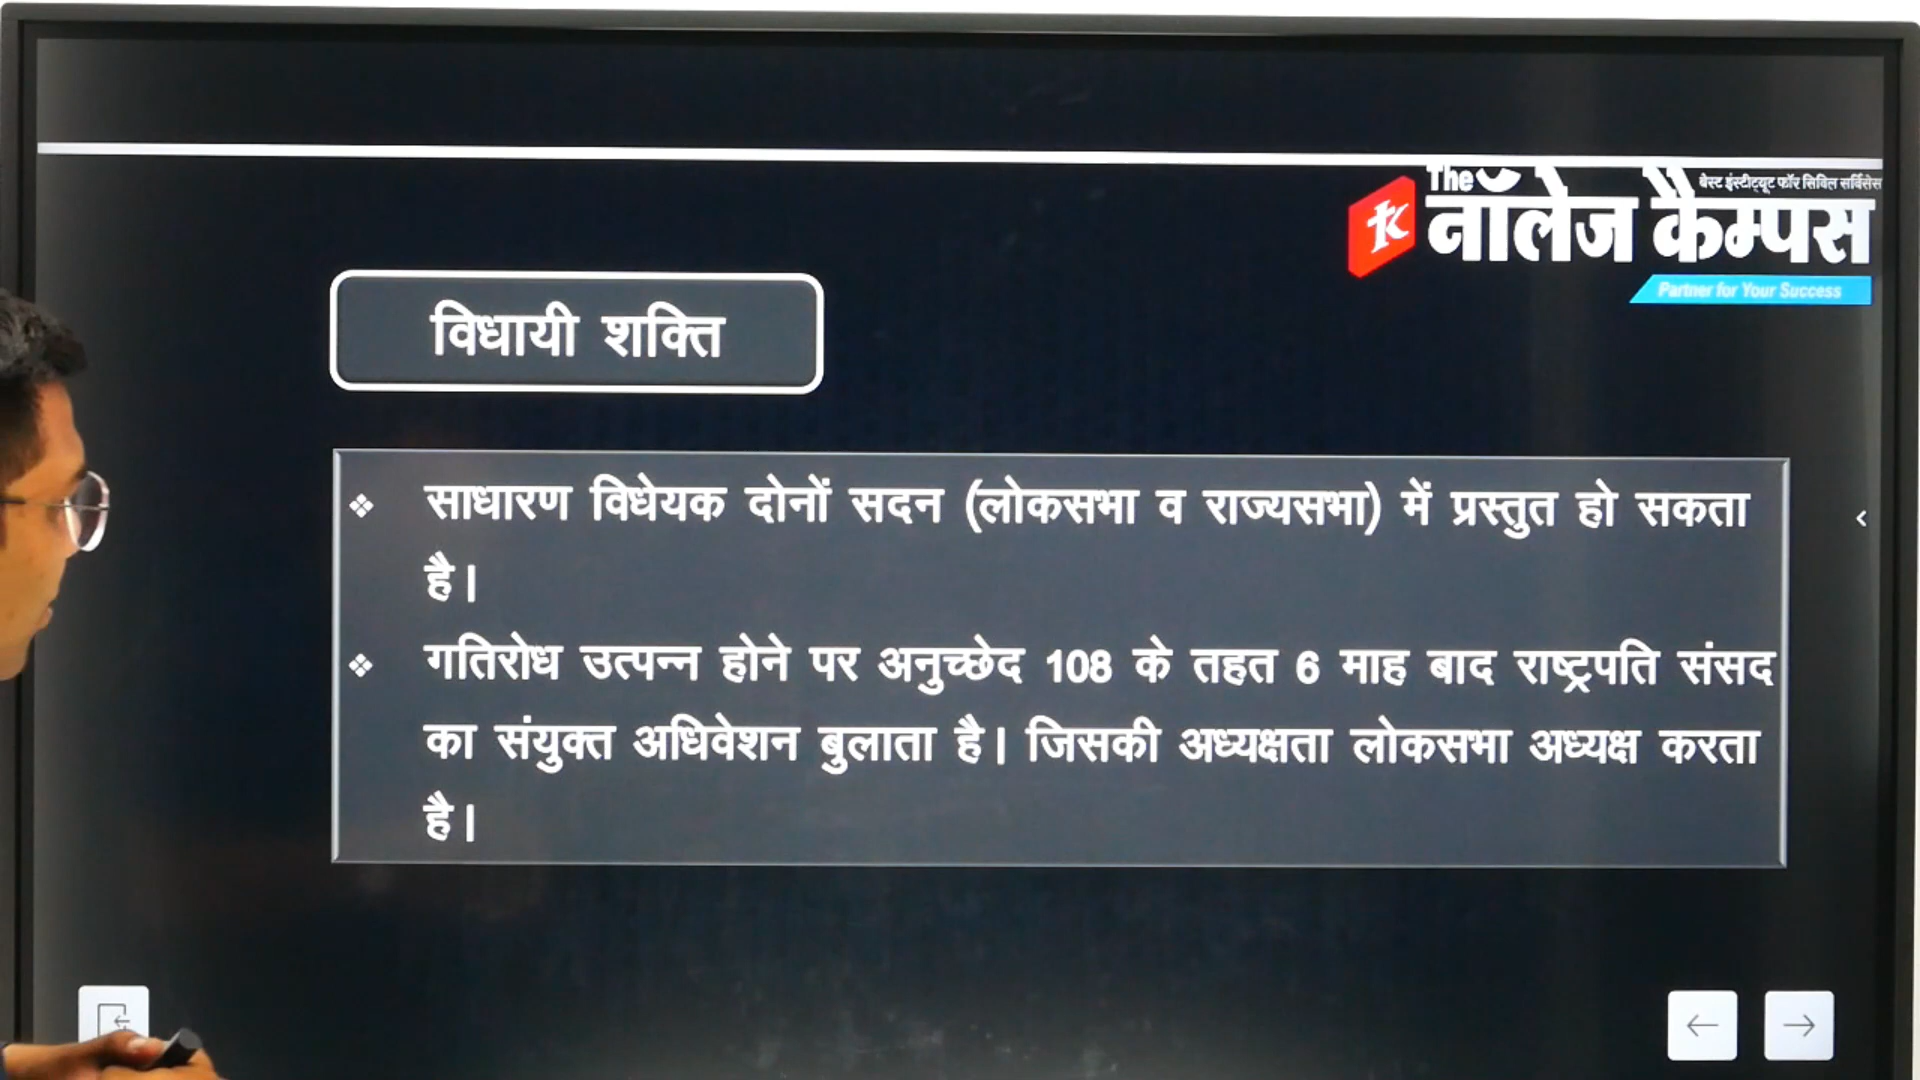 The
बेस्ट इंस्टीट्यूट फॉर सिविल सर्विसेस
नॉलेज कैम्पस
Partner for Your Success
विधायी शक्ति
❖ साधारण विधेयक दोनों सदन (लोकसभा व राज्यसभा) में प्रस्तुत हो सकता
है।
❖ गतिरोध उत्पन्न होने पर अनुच्छेद 108 के तहत 6 माह बाद राष्ट्रपति संसद
का संयुक्त अधिवेशन बुलाता है। जिसकी अध्यक्षता लोकसभा अध्यक्ष करता
है।